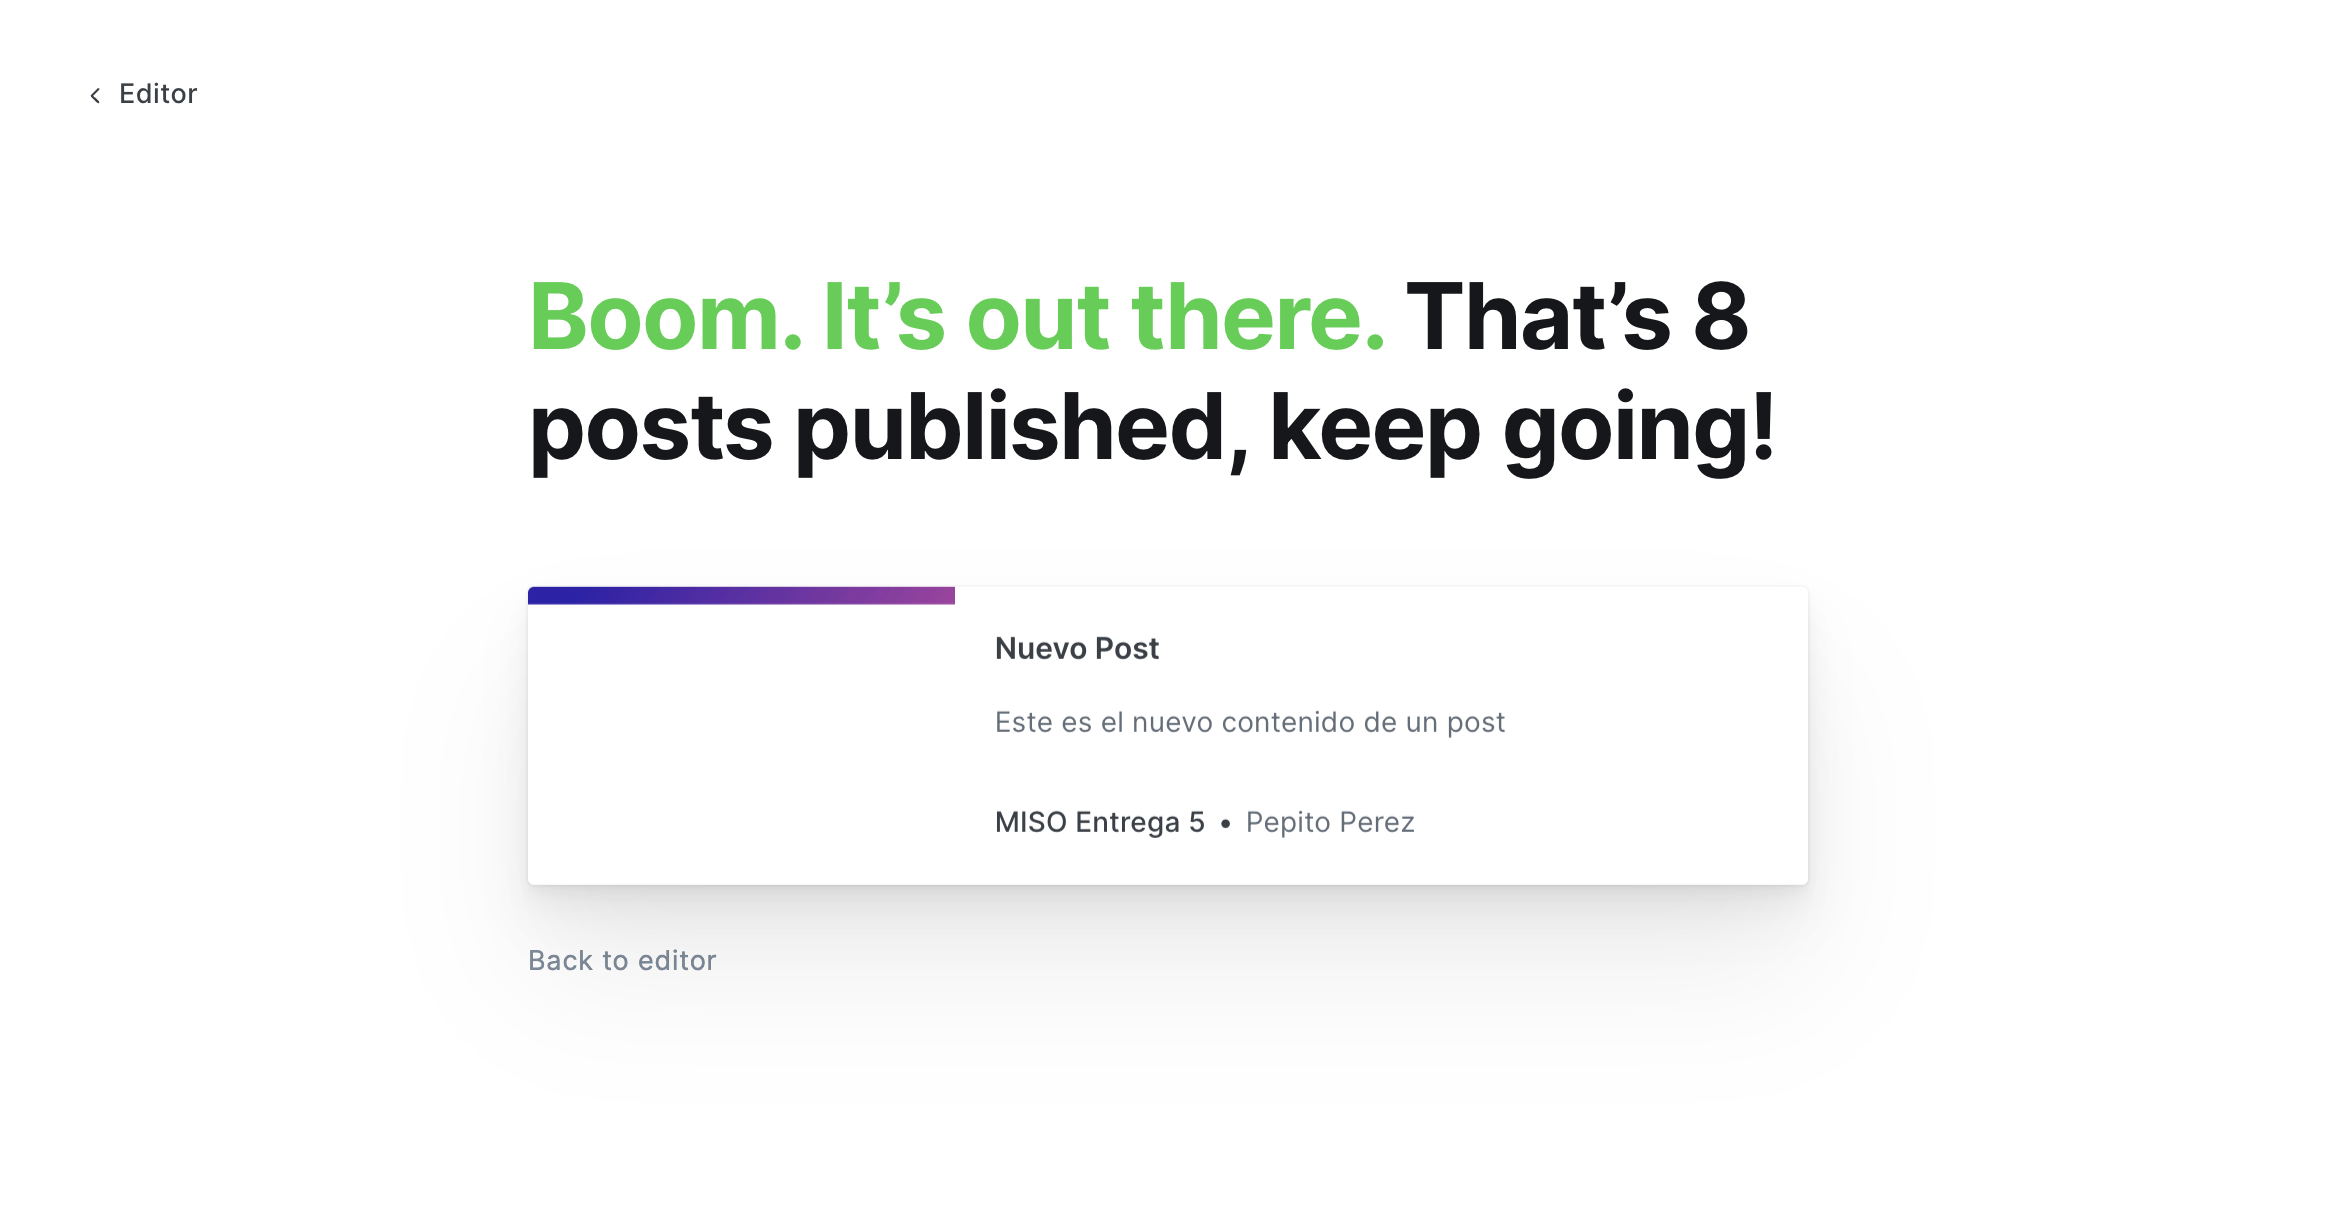 Editor
Boom. It’s out there. That’s 8
posts published, keep going!
Nuevo Post
Este es el nuevo contenido de un post
MISO Entrega 5 • Pepito Perez
Back to editor